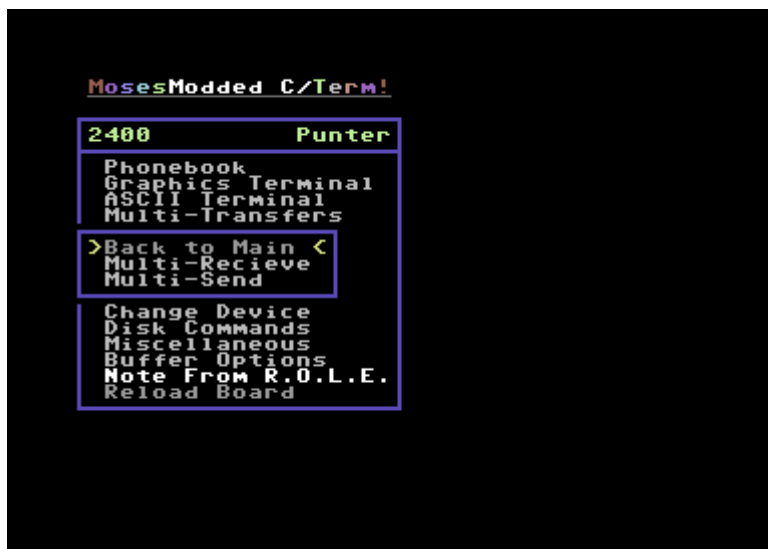 MosesModded C/Term!
2400 Punter
Phonebook
Graphics Terminal
ASCII Terminal
Multi-Transfers
>Back to Main <
Multi-Recieve
Multi-Send
Change Device
Disk Commands
Miscellaneous
Buffer Options
Note From R.O.L.E.
Reload Board